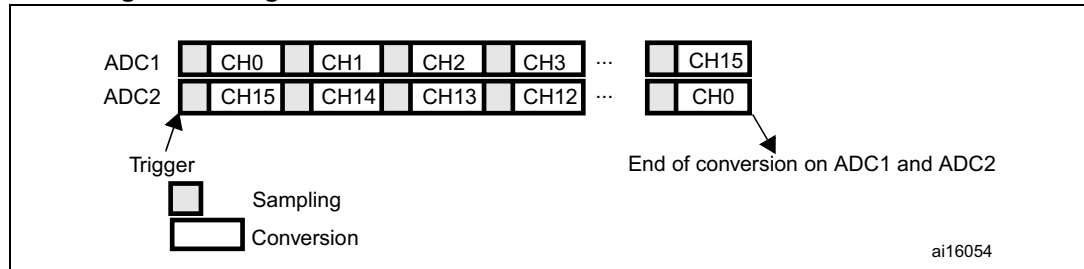 ADC1 CH0 CH1 CH2 CH3 ... CH15
ADC2 CH15 CH14 CH13 CH12 ... CH0
Trigger
End of conversion on ADC1 and ADC2
Sampling
Conversion
ai16054